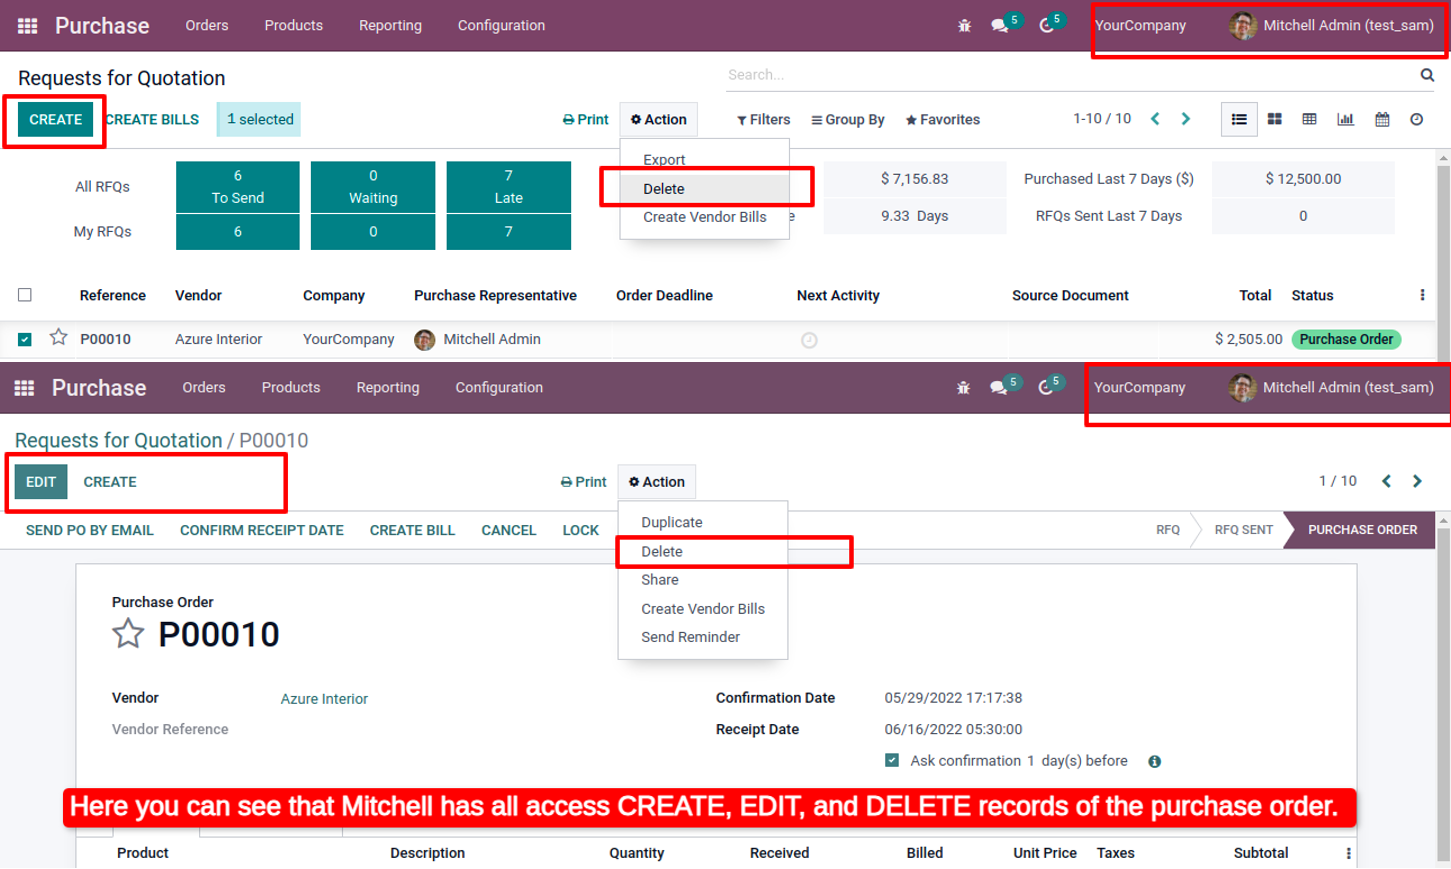 Purchase Orders Products Reporting Configuration 5 5 YourCompany Mitchell Admin (test_sam)
Requests for Quotation Search...
CREATE CREATE BILLS 1 selected Print Action Filters Group By Favorites 1-10 / 10
Export
Delete
Create Vendor Bills e
All RFQs 6 To Send 0 Waiting 7 Late $ 7,156.83 Purchased Last 7 Days ($) $ 12,500.00
My RFQs 6 0 7 9.33 Days RFQs Sent Last 7 Days 0
Reference Vendor Company Purchase Representative Order Deadline Next Activity Source Document Total Status
P00010 Azure Interior YourCompany Mitchell Admin $ 2,505.00 Purchase Order
Purchase Orders Products Reporting Configuration 5 5 YourCompany Mitchell Admin (test_sam)
Requests for Quotation / P00010
EDIT CREATE Print Action 1 / 10
SEND PO BY EMAIL CONFIRM RECEIPT DATE CREATE BILL CANCEL LOCK RFQ RFQ SENT PURCHASE ORDER
Duplicate
Delete
Share
Create Vendor Bills
Send Reminder
Purchase Order
P00010
Vendor Azure Interior Confirmation Date 05/29/2022 17:17:38
Vendor Reference Receipt Date 06/16/2022 05:30:00
Ask confirmation 1 day(s) before
Here you can see that Mitchell has all access CREATE, EDIT, and DELETE records of the purchase order.
Product Description Quantity Received Billed Unit Price Taxes Subtotal